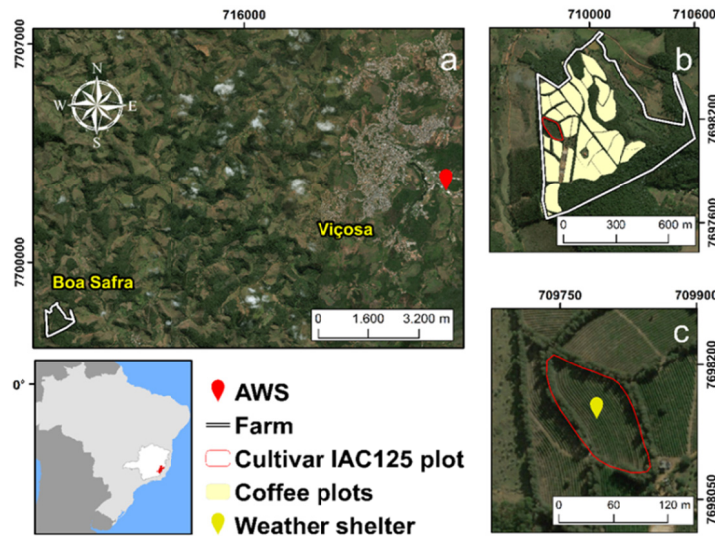 716000
7707000
7700000
a
N
W
E
S
Viçosa
Boa Safra
0 1.600 3.200 m
710000 710600
b
7698200
7697600
0 300 600 m
709750 709900
c
7698200
7698050
0 60 120 m
0°
AWS
Farm
Cultivar IAC125 plot
Coffee plots
Weather shelter